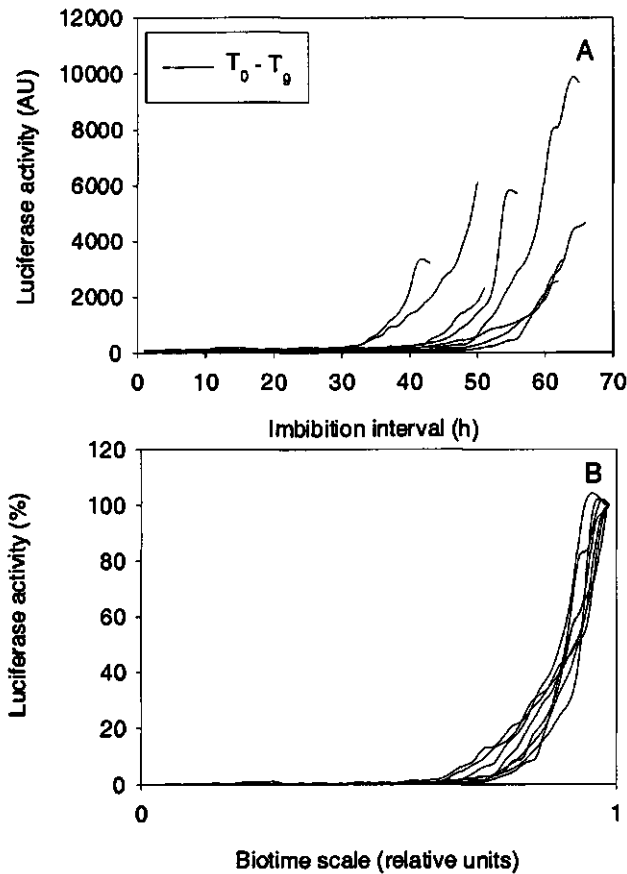 12000
10000
8000
6000
4000
2000
0
Luciferase activity (AU)
T0 - T9
A
0 10 20 30 40 50 60 70
Imbibition interval (h)
120
100
80
60
40
20
0
Luciferase activity (%)
B
0 1
Biotime scale (relative units)